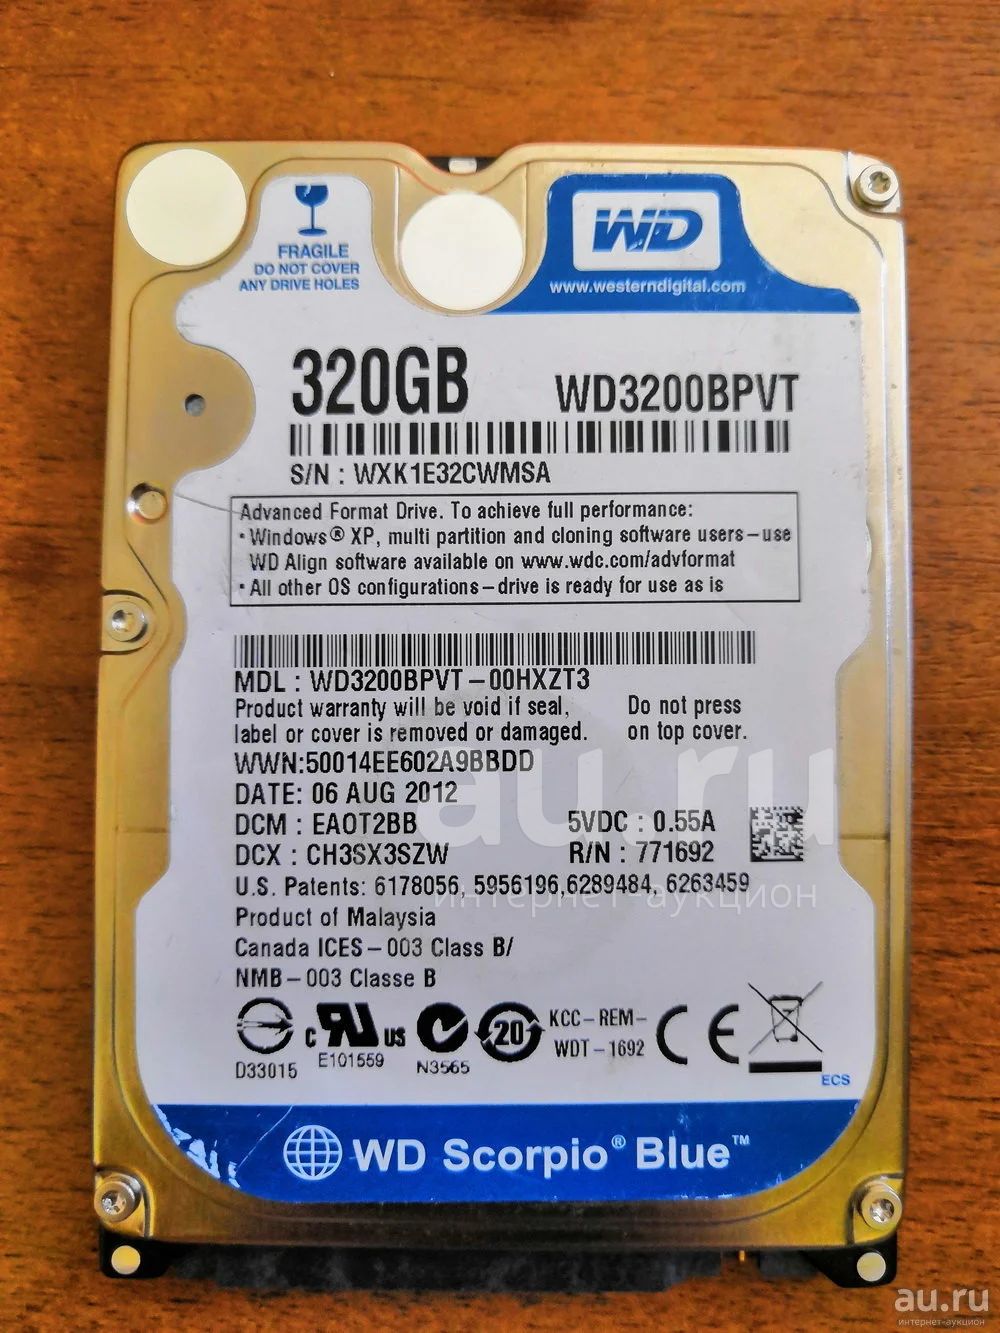 FRAGILE
DO NOT COVER
ANY DRIVE HOLES
WD
www.westerndigital.com
320GB
WD3200BPVT
S/N : WXK1E32CWMSA
Advanced Format Drive. To achieve full performance:
•Windows® XP, multi partition and cloning software users–use
WD Align software available on www.wdc.com/advformat
•All other OS configurations–drive is ready for use as is
MDL : WD3200BPVT–00HXZT3
Product warranty will be void if seal,
label or cover is removed or damaged.
Do not press
on top cover.
WWN:50014EE602A9BBDD
DATE: 06 AUG 2012
DCM : EAOT2BB
5VDC : 0.55A
DCX : CH3SX3SZW
R/N : 771692
U.S. Patents: 6178056, 5956196,6289484, 6263459
Product of Malaysia
Canada ICES–003 Class B/
NMB–003 Classe B
D33015
c RU US
E101559
N3565
20
KCC–REM–
WDT–1692
CE
ECS
WD Scorpio® Blue™
au.ru
интернет-аукцион
au.ru
интернет-аукцион